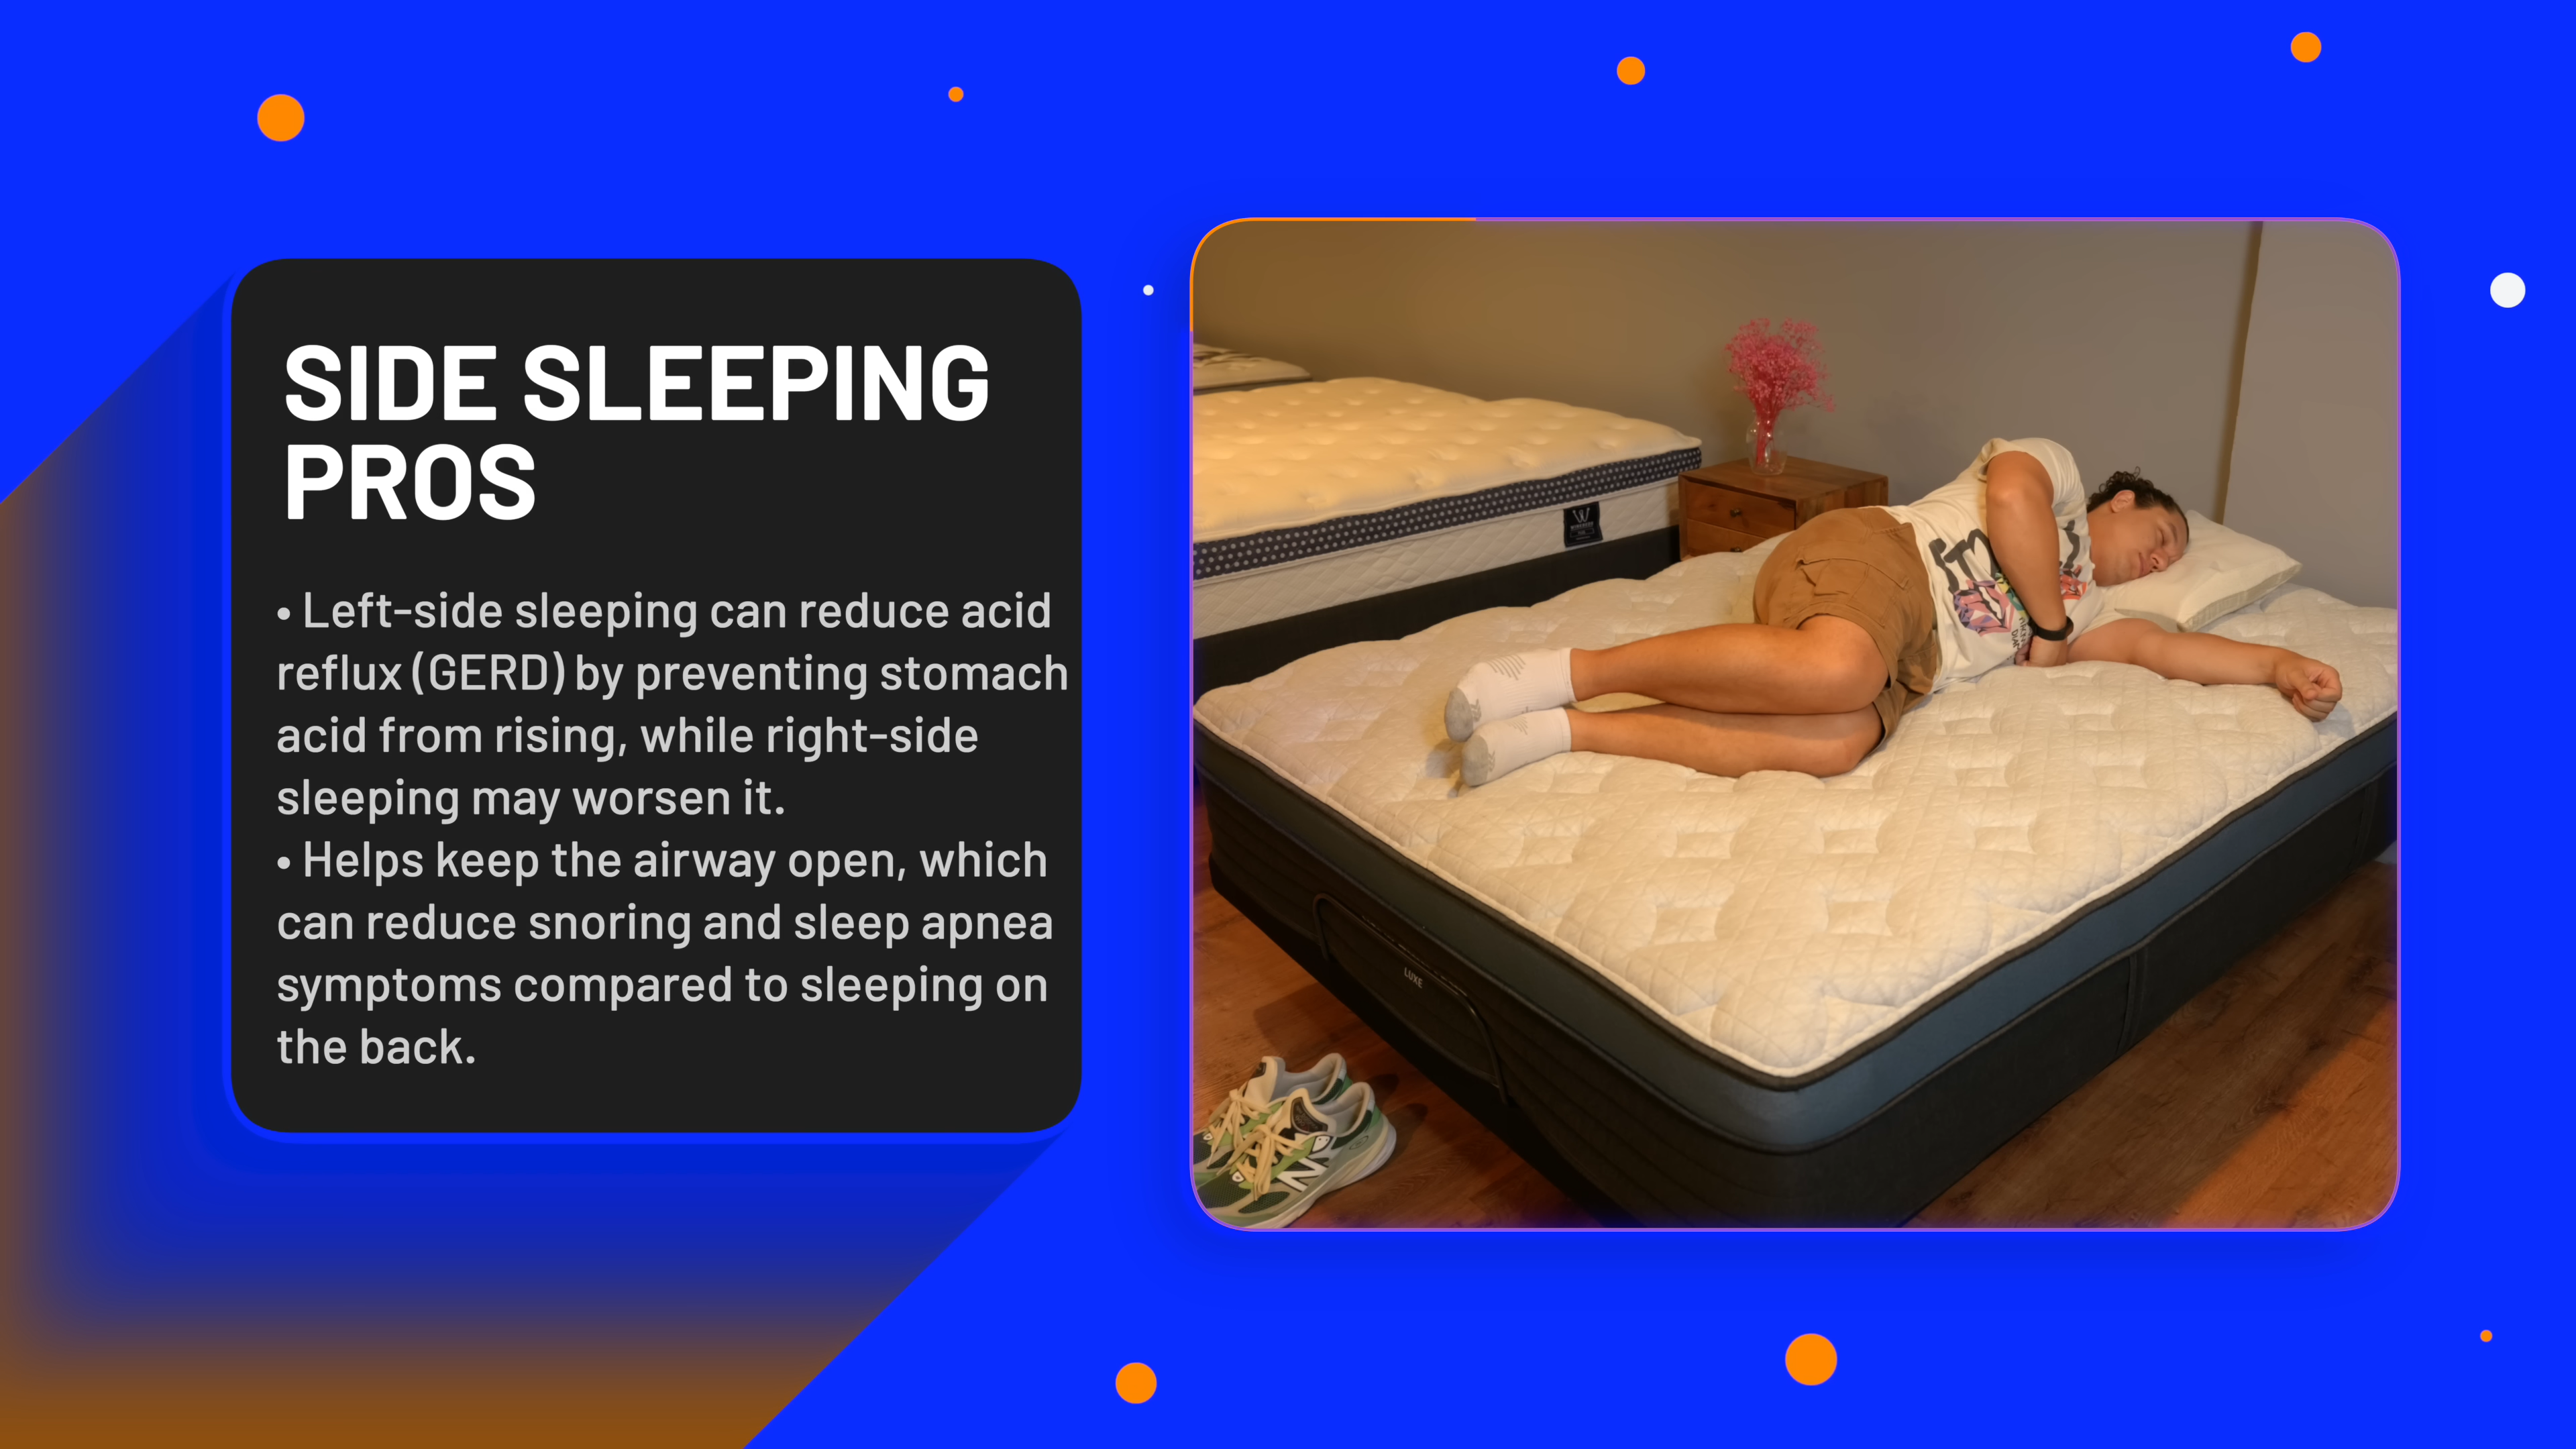 SIDE SLEEPING
PROS
• Left-side sleeping can reduce acid
reflux (GERD) by preventing stomach
acid from rising, while right-side
sleeping may worsen it.
• Helps keep the airway open, which
can reduce snoring and sleep apnea
symptoms compared to sleeping on
the back.
LUXE
N